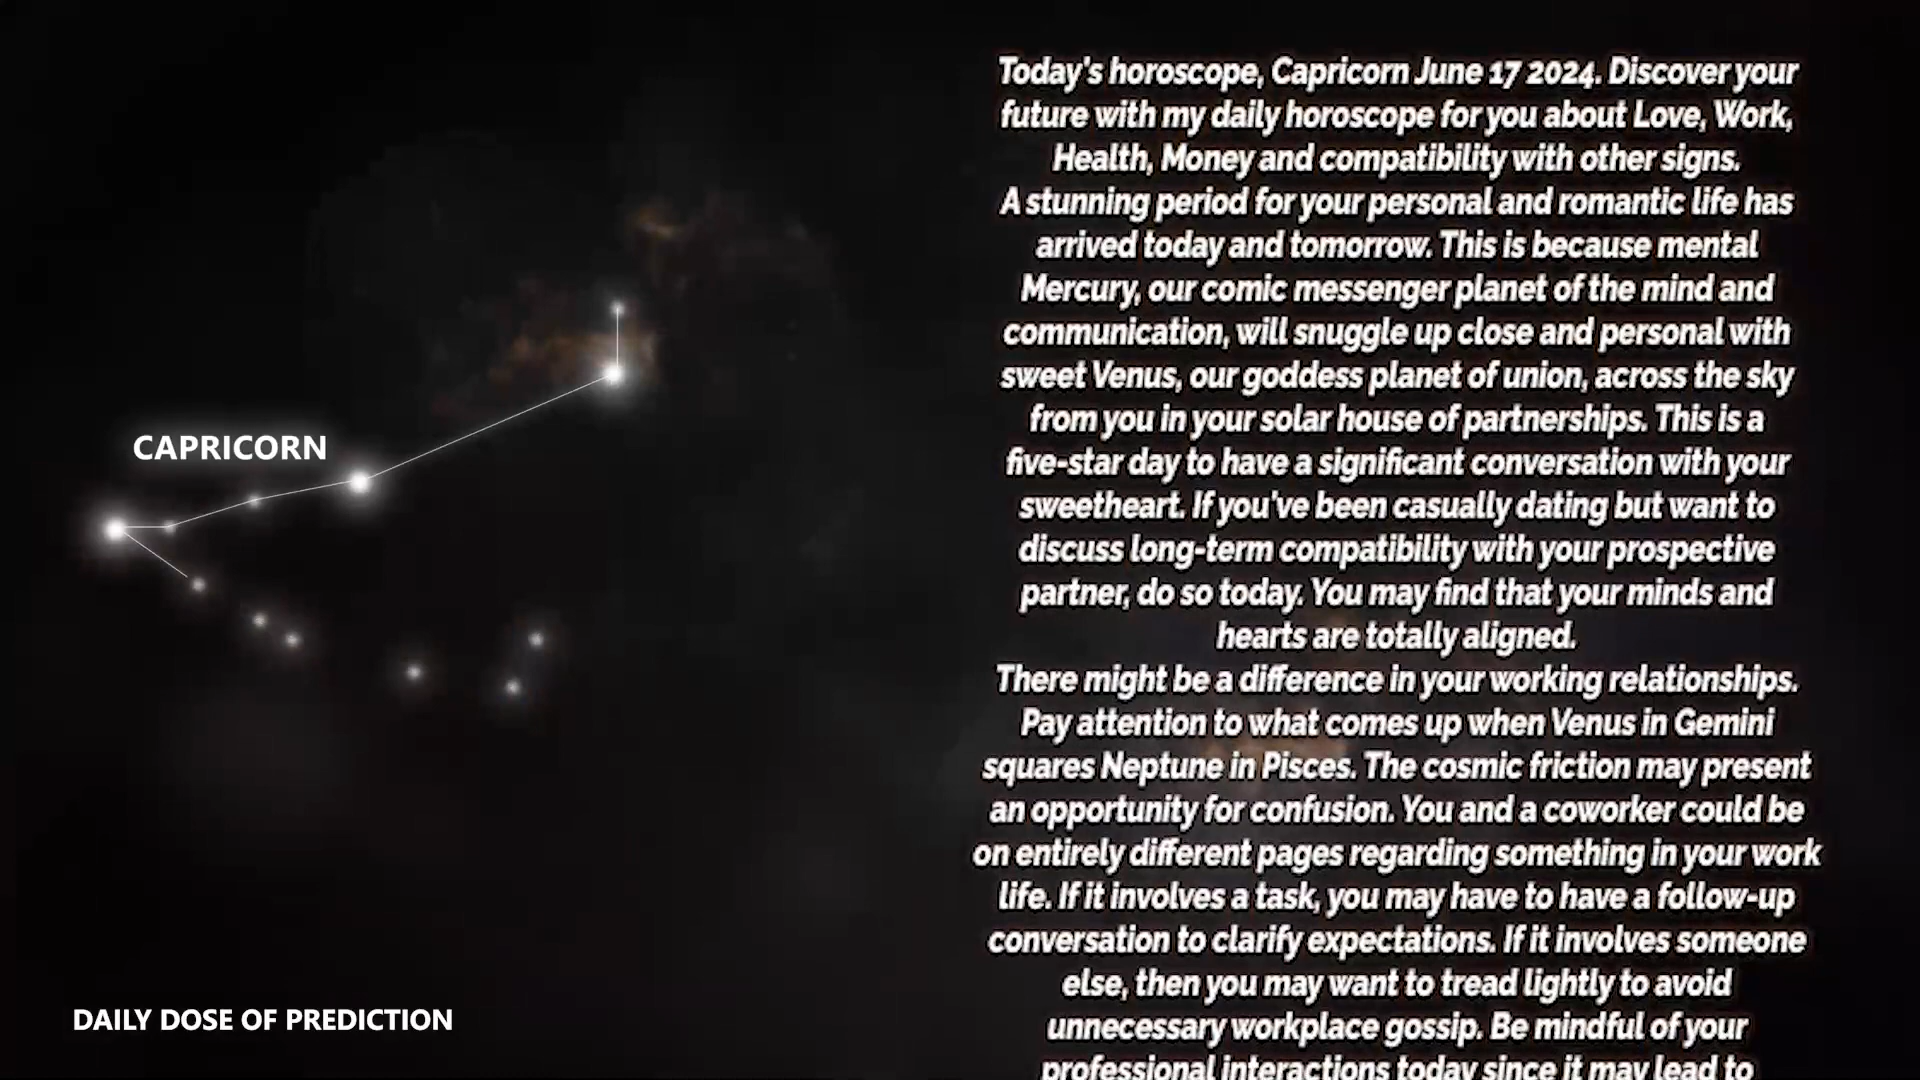 Today's horoscope, Capricorn June 17 2024. Discover your
future with my daily horoscope for you about Love, Work,
Health, Money and compatibility with other signs.
A stunning period for your personal and romantic life has
arrived today and tomorrow. This is because mental
Mercury, our comic messenger planet of the mind and
communication, will snuggle up close and personal with
sweet Venus, our goddess planet of union, across the sky
from you in your solar house of partnerships. This is a
five-star day to have a significant conversation with your
sweetheart. If you've been casually dating but want to
discuss long-term compatibility with your prospective
partner, do so today. You may find that your minds and
hearts are totally aligned.
There might be a difference in your working relationships.
Pay attention to what comes up when Venus in Gemini
squares Neptune in Pisces. The cosmic friction may present
an opportunity for confusion. You and a coworker could be
on entirely different pages regarding something in your work
life. If it involves a task, you may have to have a follow-up
conversation to clarify expectations. If it involves someone
else, then you may want to tread lightly to avoid
unnecessary workplace gossip. Be mindful of your
professional interactions today since it may lead to
CAPRICORN
DAILY DOSE OF PREDICTION